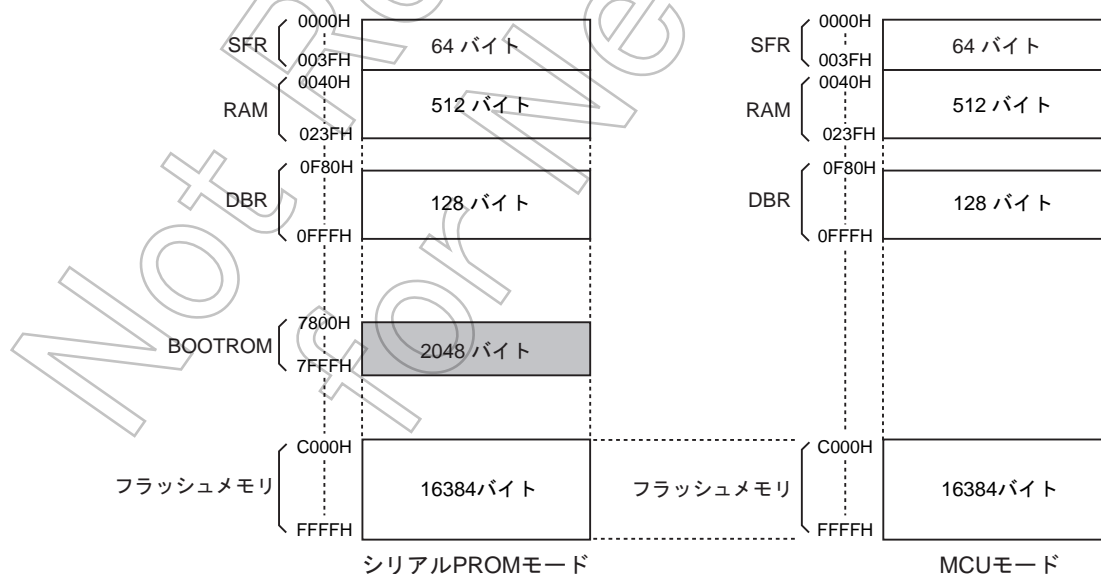 0000H
SFR
64 バイト
003FH
0040H
RAM
512 バイト
023FH
0F80H
DBR
128 バイト
0FFFH
7800H
BOOTROM
2048 バイト
7FFFH
C000H
フラッシュメモリ
16384バイト
FFFFH
シリアルPROMモード
0000H
SFR
64 バイト
003FH
0040H
RAM
512 バイト
023FH
0F80H
DBR
128 バイト
0FFFH
C000H
フラッシュメモリ
16384バイト
FFFFH
MCUモード
Not Re
for Ne